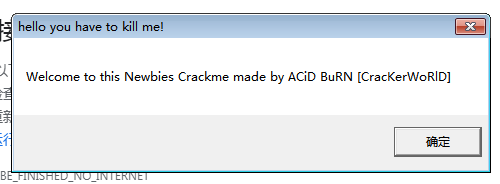 hello you have to kill me!
Welcome to this Newbies Crackme made by ACiD BuRN [CracKerWoRlD]
确定
BE_FINISHED_NO_INTERNET